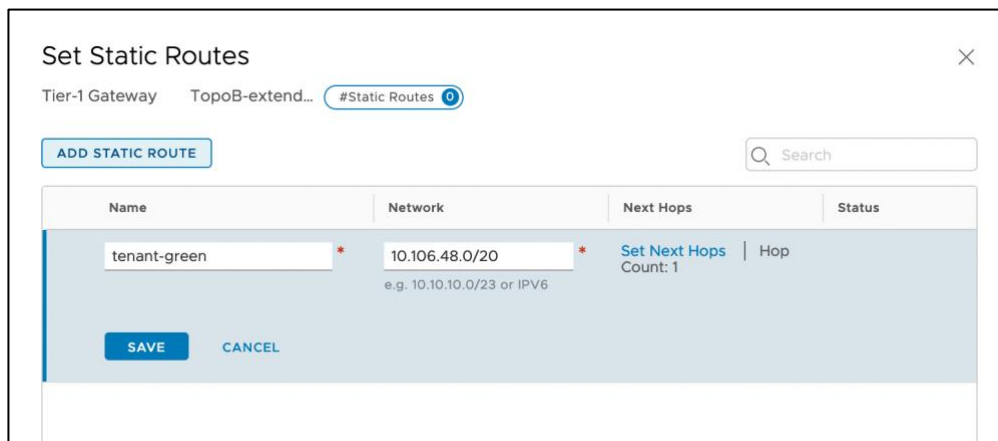 Set Static Routes
Tier-1 Gateway TopoB-extend... #Static Routes 0
ADD STATIC ROUTE
Search
Name Network Next Hops Status
tenant-green * 10.106.48.0/20 * Set Next Hops | Hop
Count: 1
e.g. 10.10.10.0/23 or IPV6
SAVE CANCEL